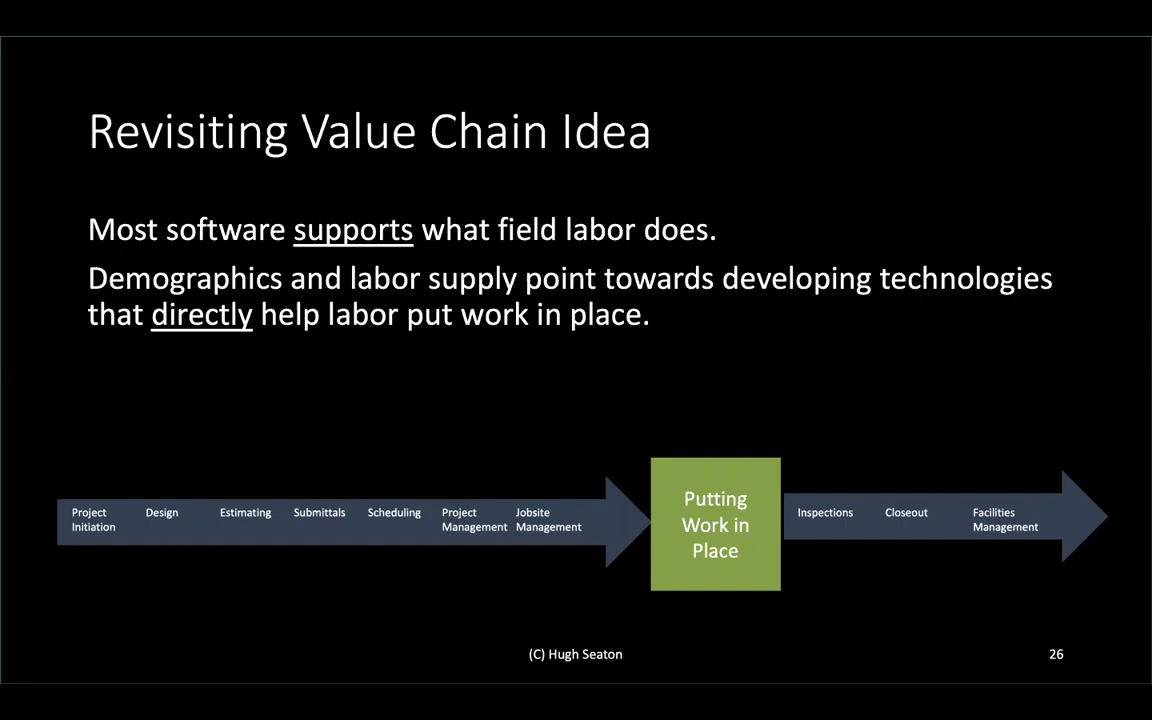 Revisiting Value Chain Idea
Most software supports what field labor does.
Demographics and labor supply point towards developing technologies
that directly help labor put work in place.
Project
Initiation
Design
Estimating
Submittals
Scheduling
Project
Management
Jobsite
Management
Putting
Work in
Place
Inspections
Closeout
Facilities
Management
(C) Hugh Seaton
26